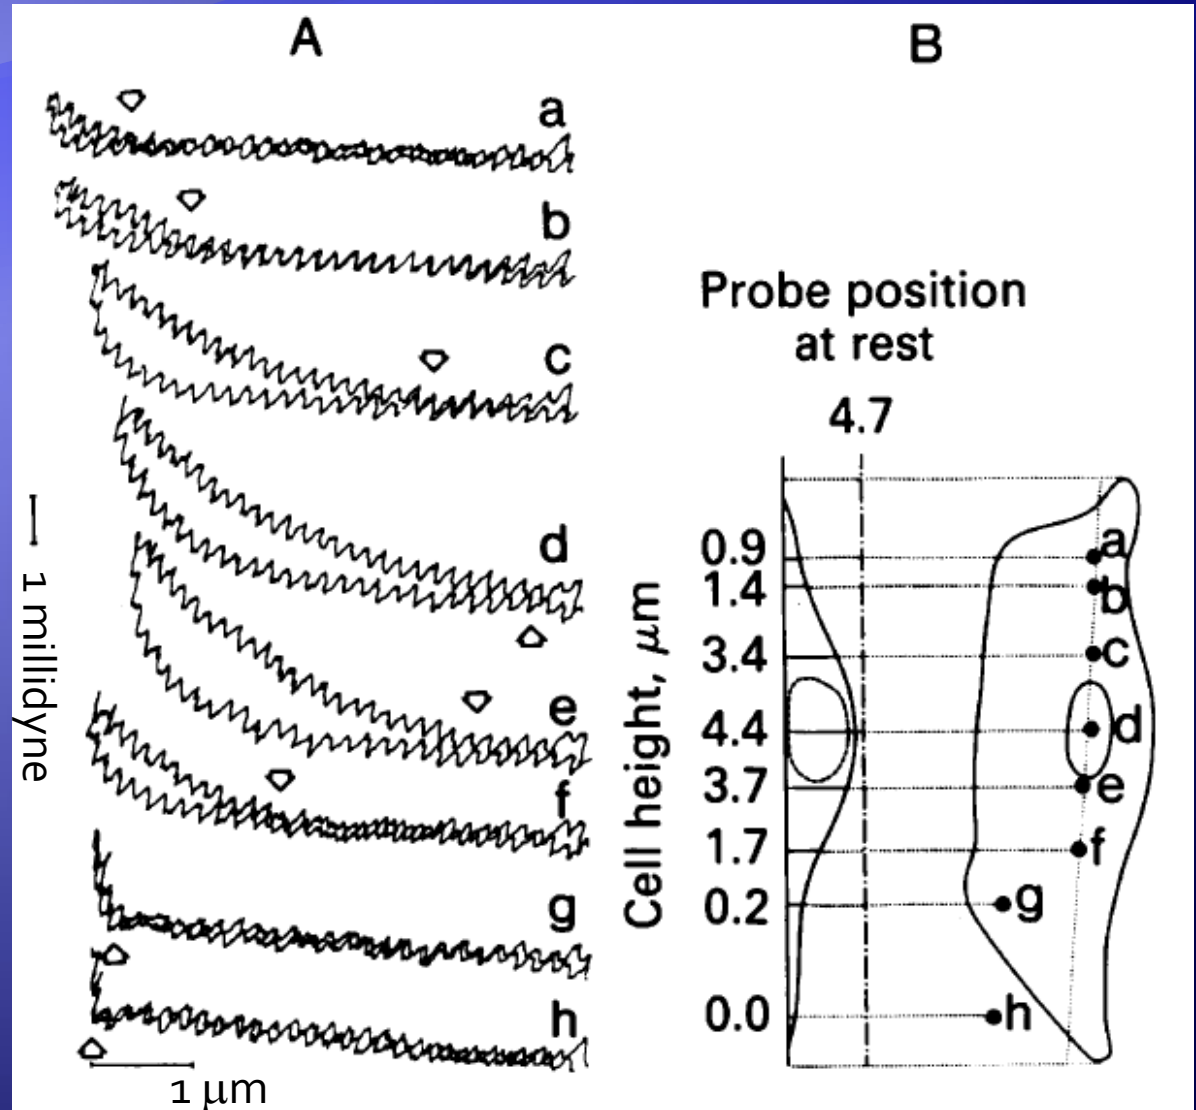 A
a
b
c
d
e
f
g
h
1 millidyne
1 μm
B
Probe position
at rest
4.7
Cell height, μm
0.9
1.4
3.4
4.4
3.7
1.7
0.2
0.0
a
b
c
d
e
f
g
h